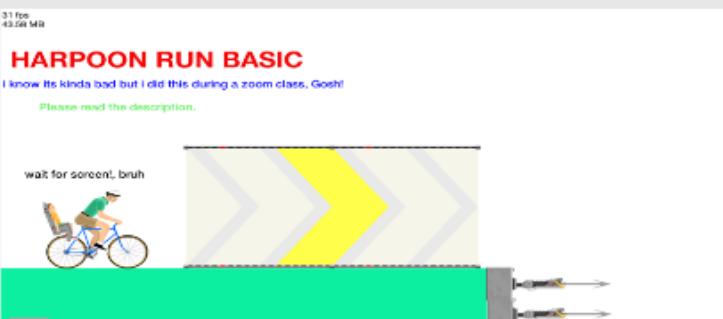 31 fps
43.58 MB
HARPOON RUN BASIC
i know its kinda bad but i did this during a zoom class, Gosh!
Please read the description.
wait for screen!, bruh